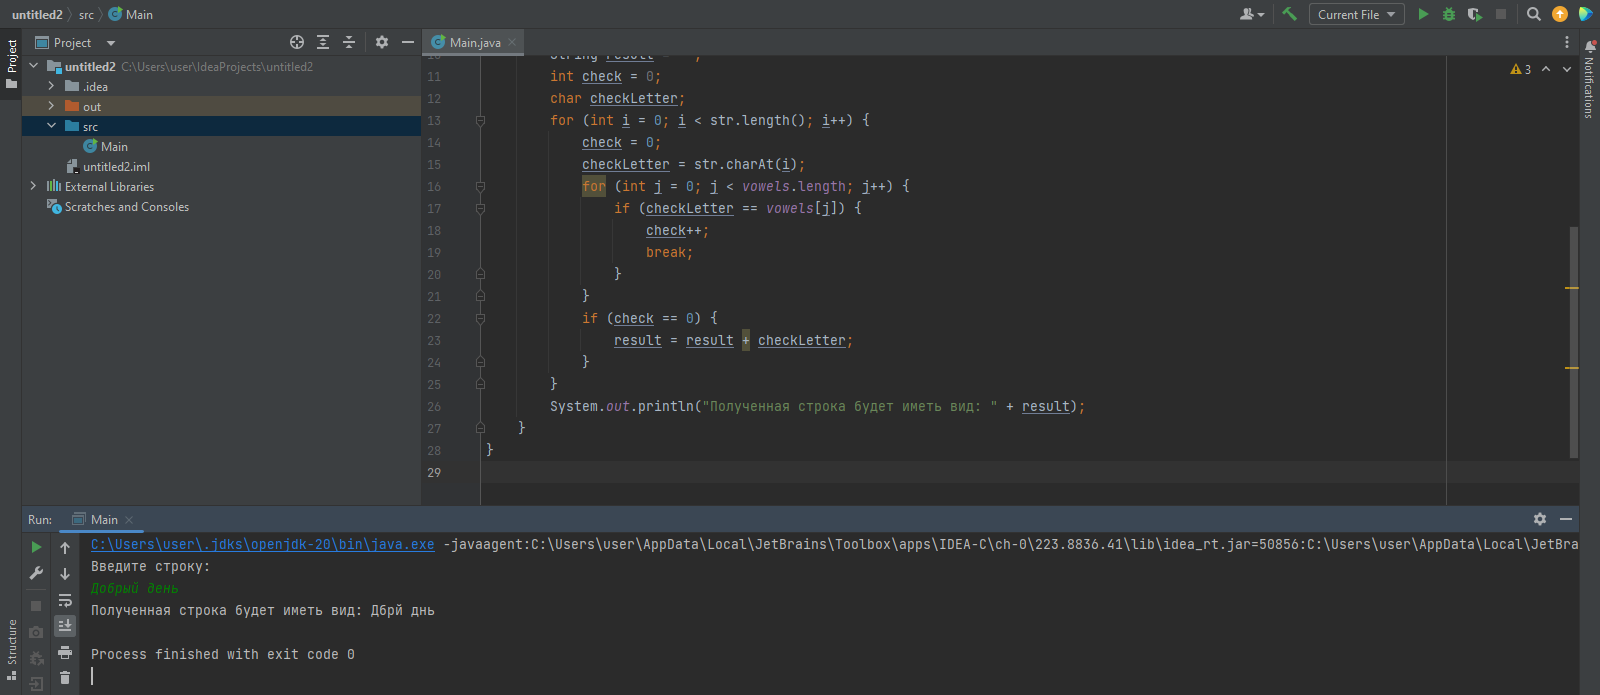 untitled2 src Main
Current File
Project
Main.java
untitled2 C:\Users\user\IdeaProjects\untitled2
.idea
out
src
Main
untitled2.iml
External Libraries
Scratches and Consoles
Project
Structure
Notifications
3
10 String result = "";
11 int check = 0;
12 char checkLetter;
13 for (int i = 0; i < str.length(); i++) {
14 check = 0;
15 checkLetter = str.charAt(i);
16 for (int j = 0; j < vowels.length; j++) {
17 if (checkLetter == vowels[j]) {
18 check++;
19 break;
20 }
21 }
22 if (check == 0) {
23 result = result + checkLetter;
24 }
25 }
26 System.out.println("Полученная строка будет иметь вид: " + result);
27 }
28 }
29
Run: Main
C:\Users\user\.jdks\openjdk-20\bin\java.exe -javaagent:C:\Users\user\AppData\Local\JetBrains\Toolbox\apps\IDEA-C\ch-0\223.8836.41\lib\idea_rt.jar=50856:C:\Users\user\AppData\Local\JetBra
Введите строку:
Добрый день
Полученная строка будет иметь вид: Дбрй днь
Process finished with exit code 0